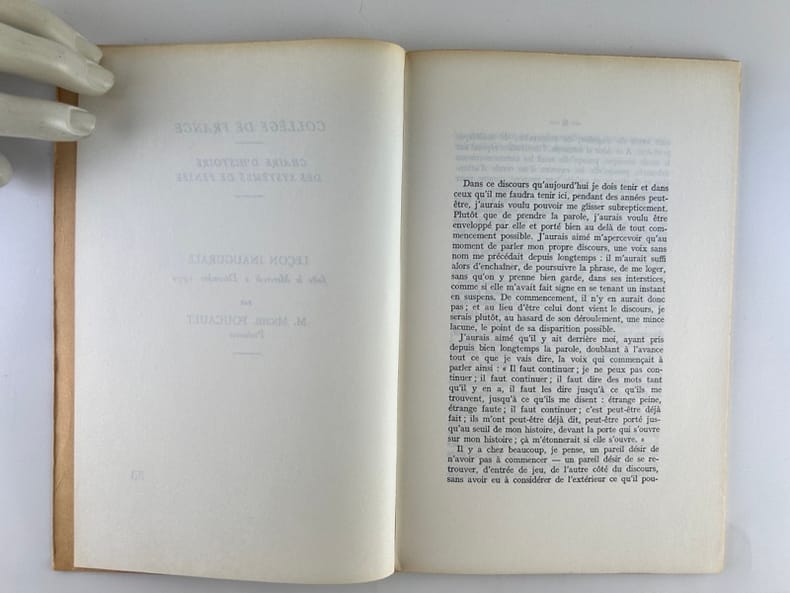 COLLÈGE DE FRANCE
CHAIRE D'HISTOIRE
DES SYSTÈMES DE PENSÉE
LEÇON INAUGURALE
faite le Mercredi 2 Décembre 1970
PAR
M. Michel FOUCAULT
Professeur
Dans ce discours qu'aujourd'hui je dois tenir et dans
ceux qu'il me faudra tenir ici, pendant des années peut-
être, j'aurais voulu pouvoir me glisser subrepticement.
Plutôt que de prendre la parole, j'aurais voulu être
enveloppé par elle et porté bien au delà de tout com-
mencement possible. J'aurais aimé m'apercevoir qu'au
moment de parler mon propre discours, une voix sans
nom me précédait depuis longtemps : il m'aurait suffi
alors d'enchaîner, de poursuivre la phrase, de me loger,
sans qu'on y prenne bien garde, dans ses interstices,
comme si elle m'avait fait signe en se tenant un instant
en suspens. De commencement, il n'y en aurait donc
pas ; et au lieu d'être celui dont vient le discours, je
serais plutôt, au hasard de son déroulement, une mince
lacune, le point de sa disparition possible.
J'aurais aimé qu'il y ait derrière moi, ayant pris
depuis bien longtemps la parole, doublant à l'avance
tout ce que je vais dire, la voix qui commençait à
parler ainsi : « Il faut continuer ; je ne peux pas con-
tinuer ; il faut continuer ; il faut dire des mots tant
qu'il y en a, il faut les dire jusqu'à ce qu'ils me
trouvent, jusqu'à ce qu'ils me disent : étrange peine,
étrange faute ; il faut continuer ; c'est peut-être déjà
fait ; ils m'ont peut-être déjà dit, peut-être porté jus-
qu'au seuil de mon histoire, devant la porte qui s'ouvre
sur mon histoire ; çà m'étonnerait si elle s'ouvre. »
Il y a chez beaucoup, je pense, un pareil désir de
n'avoir pas à commencer — un pareil désir de se re-
trouver, d'entrée de jeu, de l'autre côté du discours,
sans avoir eu à considérer de l'extérieur ce qu'il pou-